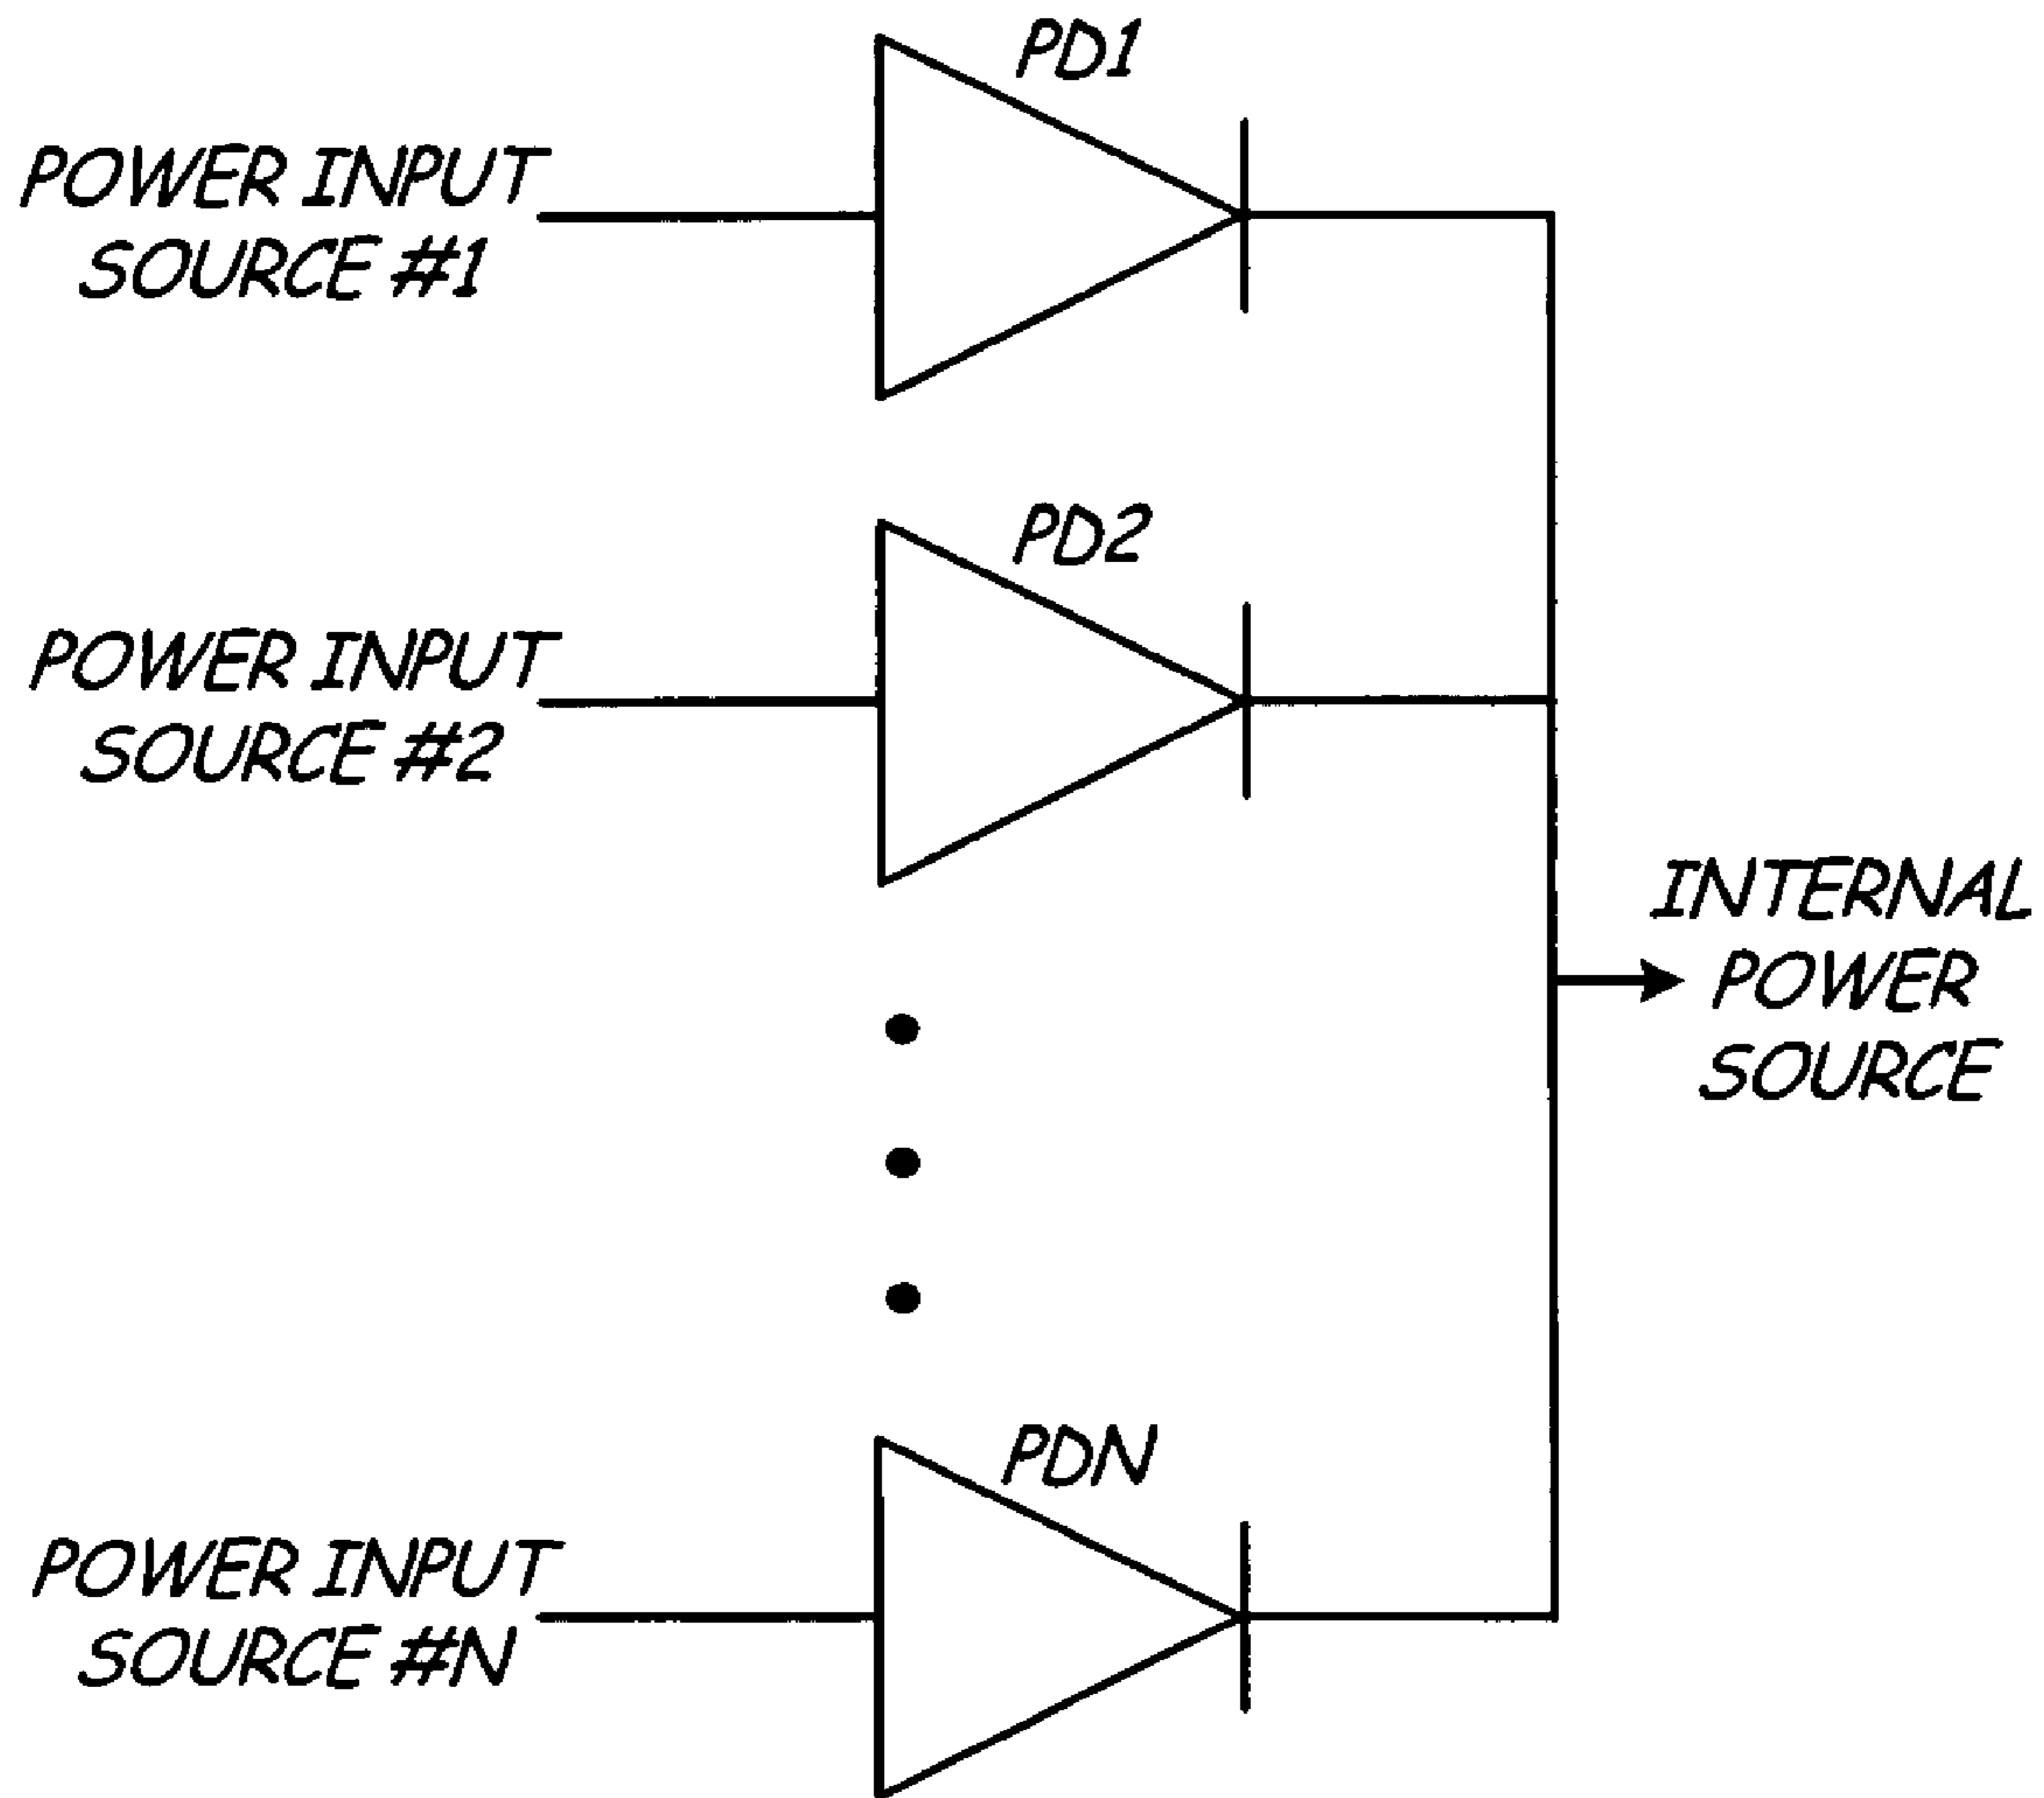 PD1
POWER INPUT
SOURCE #1
PD2
POWER INPUT
SOURCE #2
INTERNAL
POWER
SOURCE
PDN
POWER INPUT
SOURCE #N